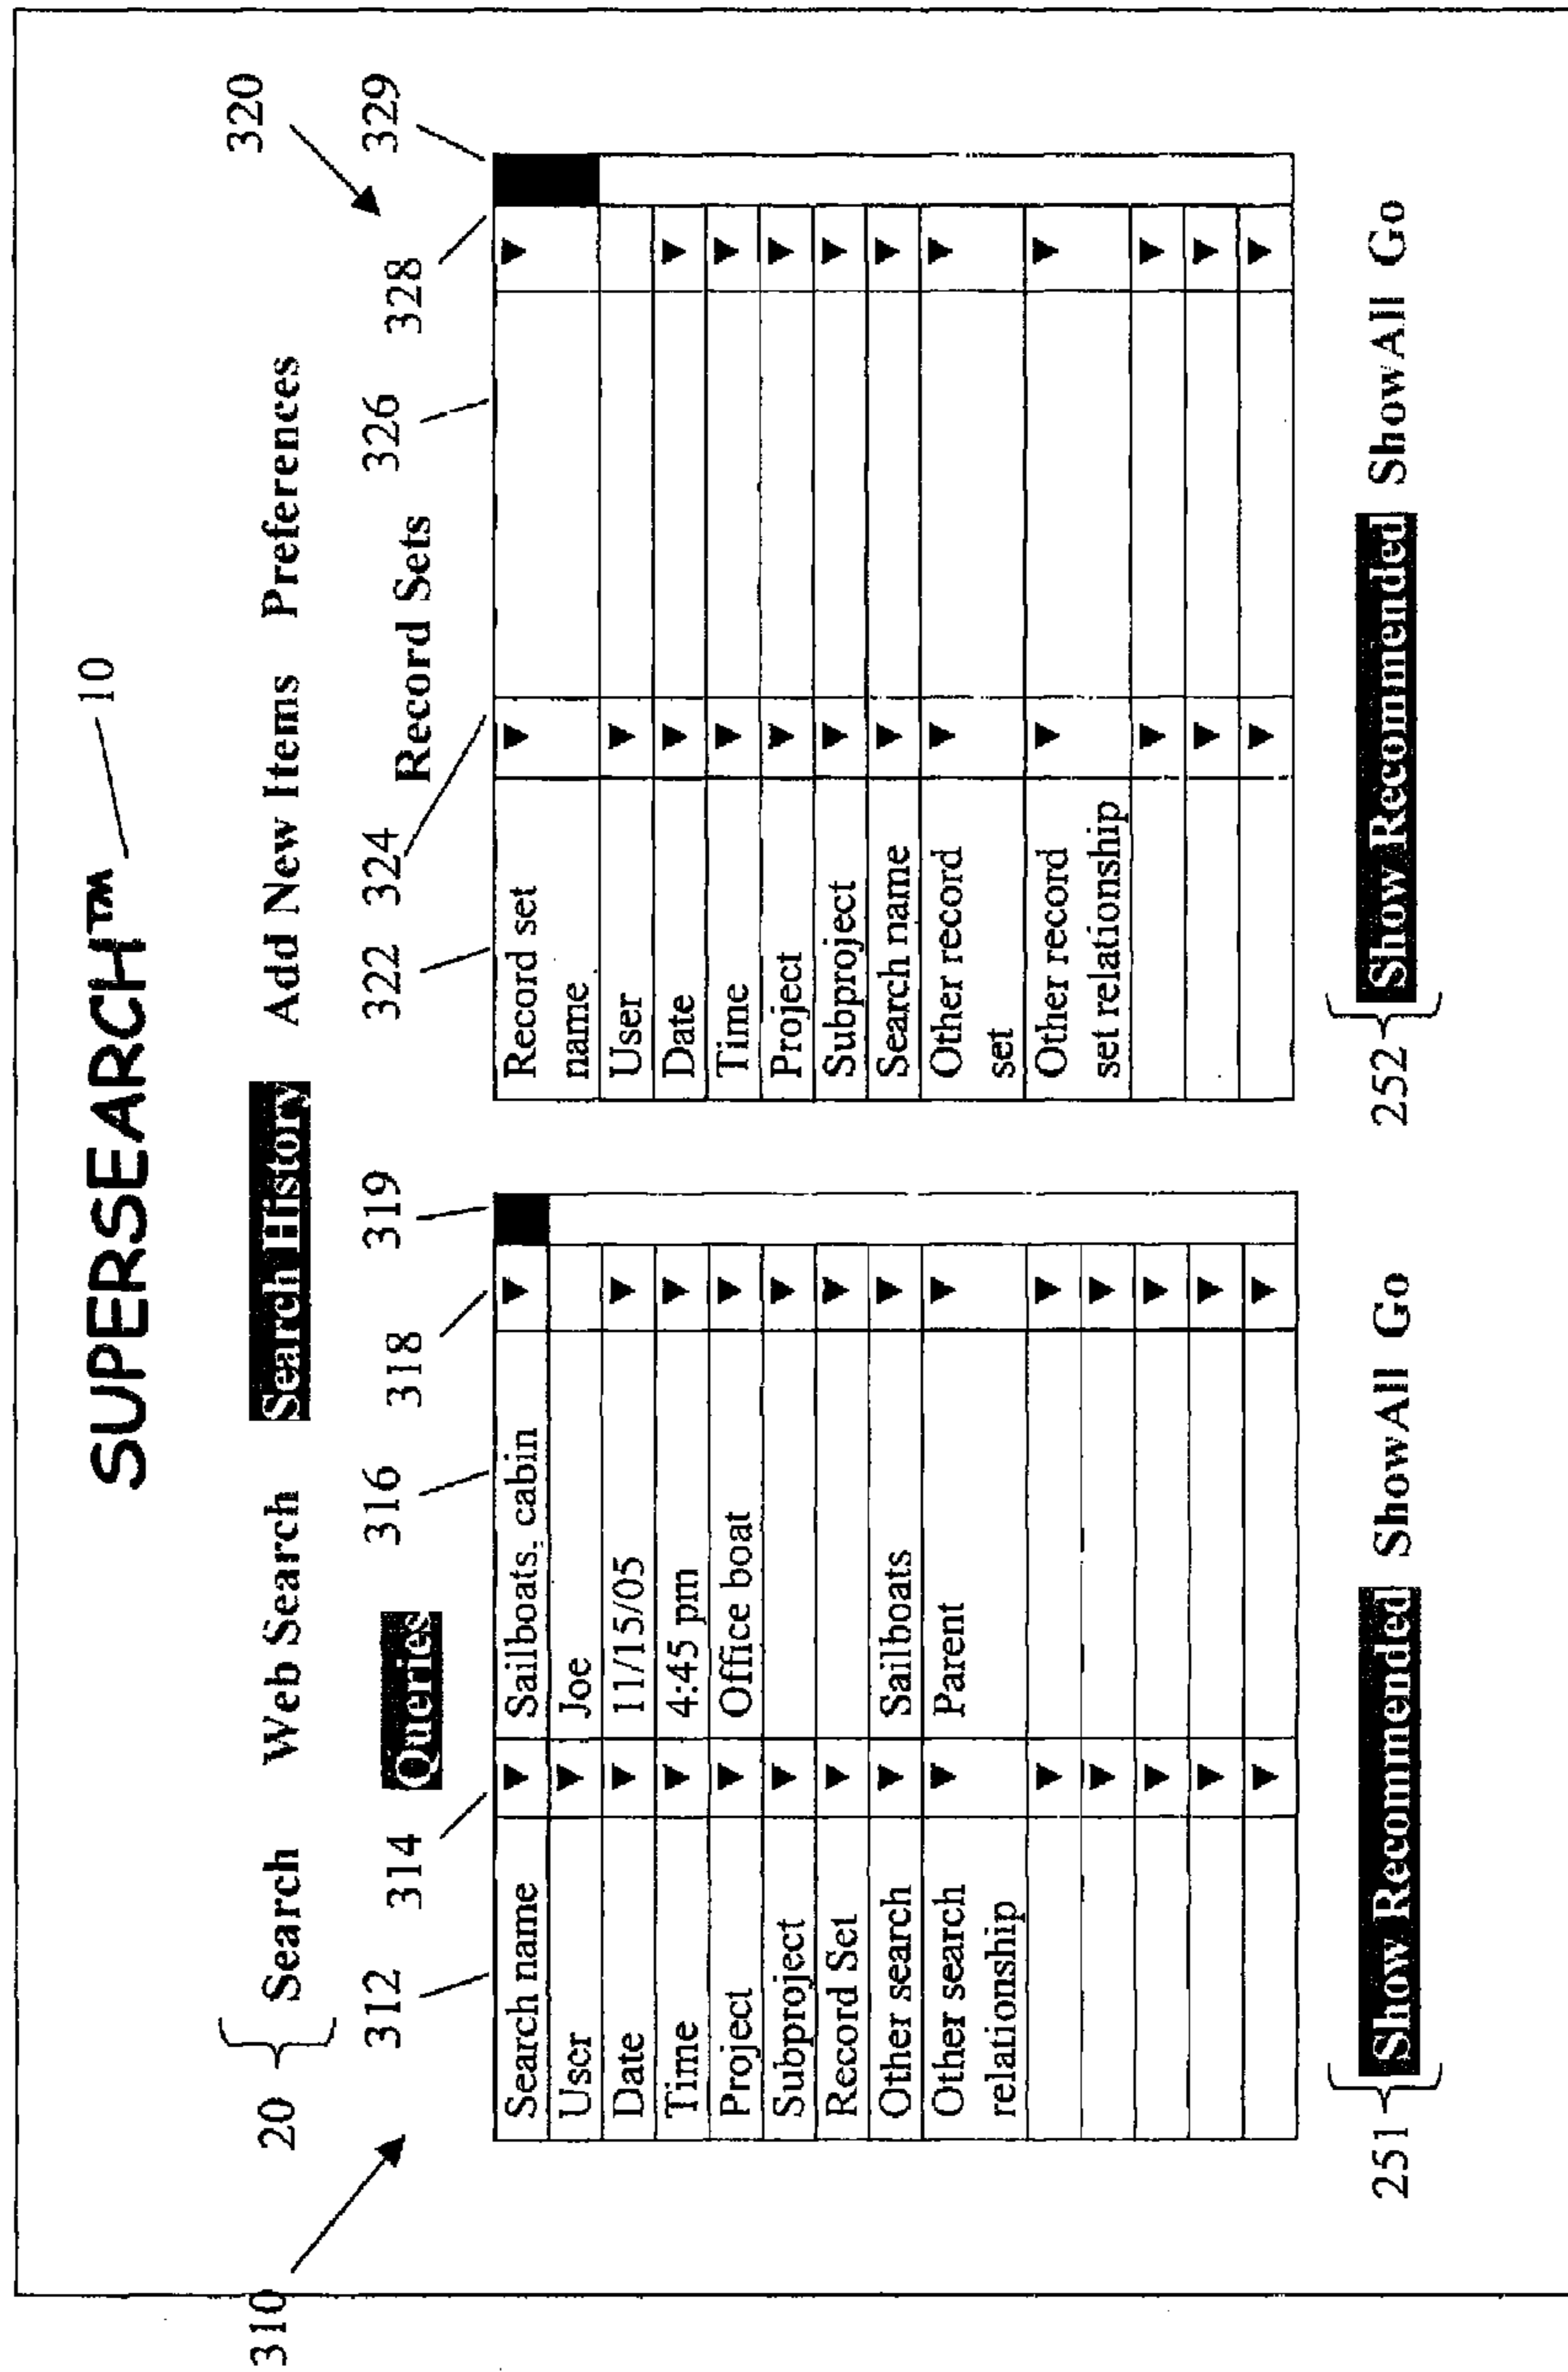 SUPERSEARCH™ 10
20 Search Web Search Search History Add New Items Preferences
310
320
312 314 Queries 316 318 319
322 324 Record Sets 326 328 329
Search name ▼ Sailboats, cabin ▼
User ▼ Joe
Date ▼ 11/15/05 ▼
Time ▼ 4:45 pm ▼
Project ▼ Office boat ▼
Subproject ▼ ▼
Record Set ▼ ▼
Other search ▼ Sailboats ▼
Other search ▼ Parent ▼
relationship
Record set ▼ ▼
name
User ▼
Date ▼ ▼
Time ▼ ▼
Project ▼ ▼
Subproject ▼ ▼
Search name ▼ ▼
Other record ▼ ▼
set
Other record ▼ ▼
set relationship
251 Show Recommended ShowAll Go
252 Show Recommended ShowAll Go